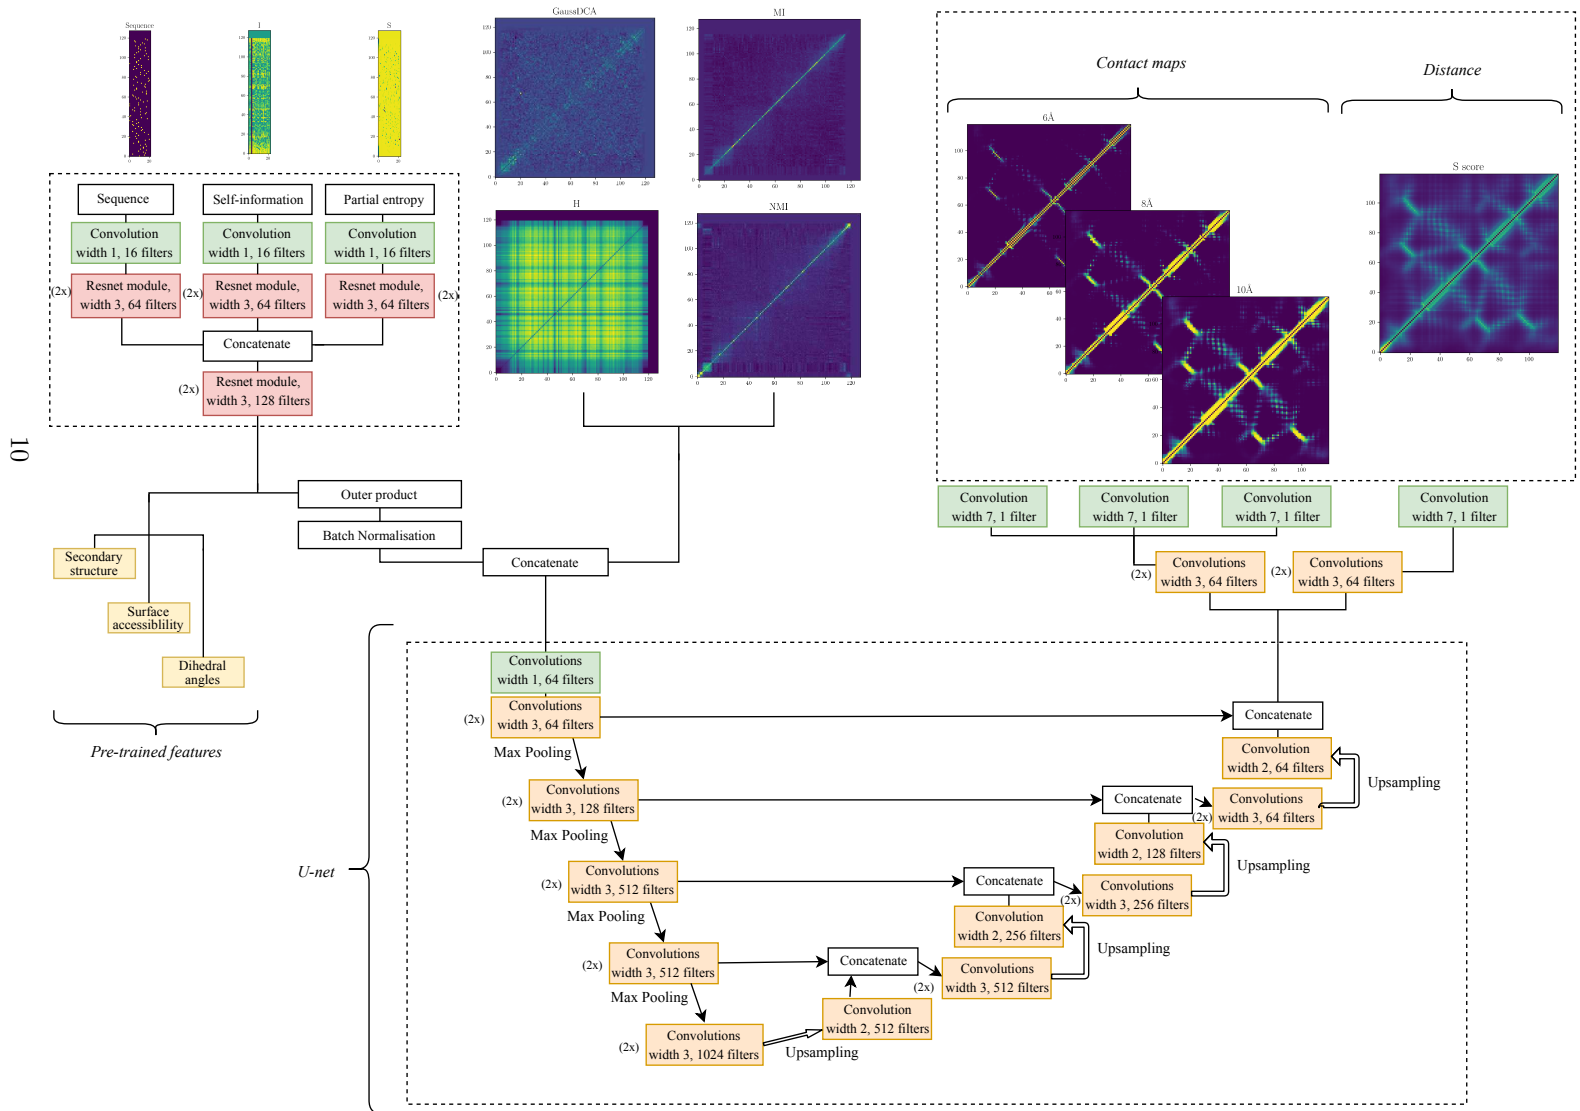 Sequence
I
S
GaussDCA
MI
H
NMI
Contact maps
Distance
6Å
8Å
10Å
S score
Sequence
Self-information
Partial entropy
Convolution
width 1, 16 filters
Convolution
width 1, 16 filters
Convolution
width 1, 16 filters
(2x)
Resnet module,
width 3, 64 filters
(2x)
Resnet module,
width 3, 64 filters
Resnet module,
width 3, 64 filters
(2x)
Concatenate
(2x)
Resnet module,
width 3, 128 filters
10
Outer product
Batch Normalisation
Concatenate
Secondary
structure
Surface
accessiblility
Dihedral
angles
Pre-trained features
Convolution
width 7, 1 filter
Convolution
width 7, 1 filter
Convolution
width 7, 1 filter
Convolution
width 7, 1 filter
(2x)
Convolutions
width 3, 64 filters
(2x)
Convolutions
width 3, 64 filters
U-net
Convolutions
width 1, 64 filters
(2x)
Convolutions
width 3, 64 filters
Max Pooling
(2x)
Convolutions
width 3, 128 filters
Max Pooling
(2x)
Convolutions
width 3, 512 filters
Max Pooling
(2x)
Convolutions
width 3, 512 filters
Max Pooling
(2x)
Convolutions
width 3, 1024 filters
Upsampling
Convolution
width 2, 512 filters
Concatenate
(2x)
Convolutions
width 3, 512 filters
Upsampling
Convolution
width 2, 256 filters
Concatenate
(2x)
Convolutions
width 3, 256 filters
Upsampling
Convolution
width 2, 128 filters
Concatenate
(2x)
Convolutions
width 3, 64 filters
Upsampling
Convolution
width 2, 64 filters
Concatenate